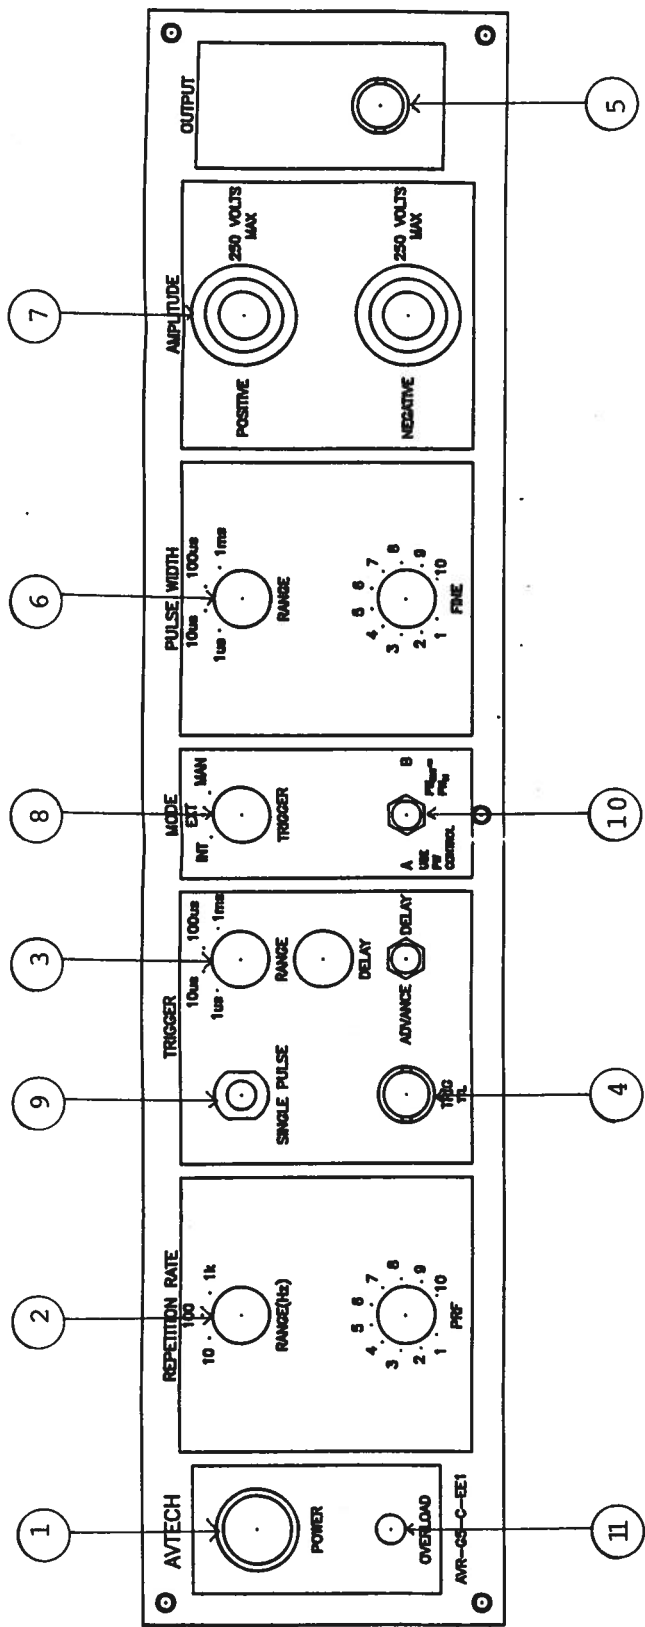 1
2
9
3
8
6
7
AVTECH
POWER
OVERLOAD
AVR-G5-C-EE1
REPETITION RATE
10
100
1k
RANGE(Hz)
1
2
3
4
5
6
7
8
9
10
PRF
TRIGGER
SINGLE PULSE
1us
10us
100us
1ms
RANGE
DELAY
ADVANCE
DELAY
TRIG
TTL
MODE
INT
EXT
MAN
TRIGGER
A
B
USE
PW
CONTROL
PULSE WIDTH
1us
10us
100us
1ms
RANGE
1
2
3
4
5
6
7
8
9
10
FINE
AMPLITUDE
POSITIVE
250 VOLTS
MAX
NEGATIVE
250 VOLTS
MAX
OUTPUT
11
4
10
5